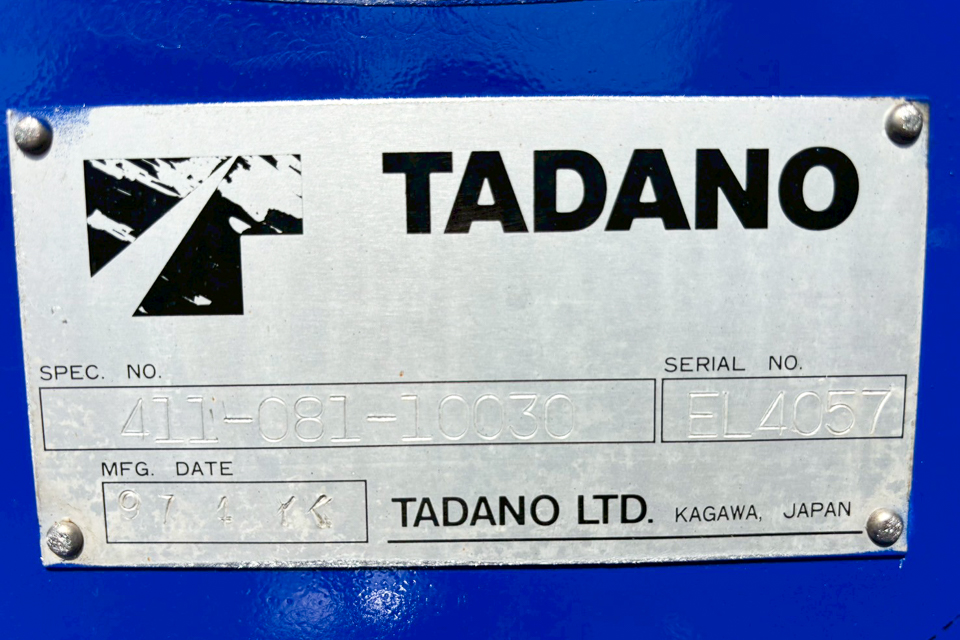 TADANO
SPEC. NO. SERIAL NO.
411-081-10030 EL4057
MFG. DATE
97 4
TADANO LTD. KAGAWA, JAPAN